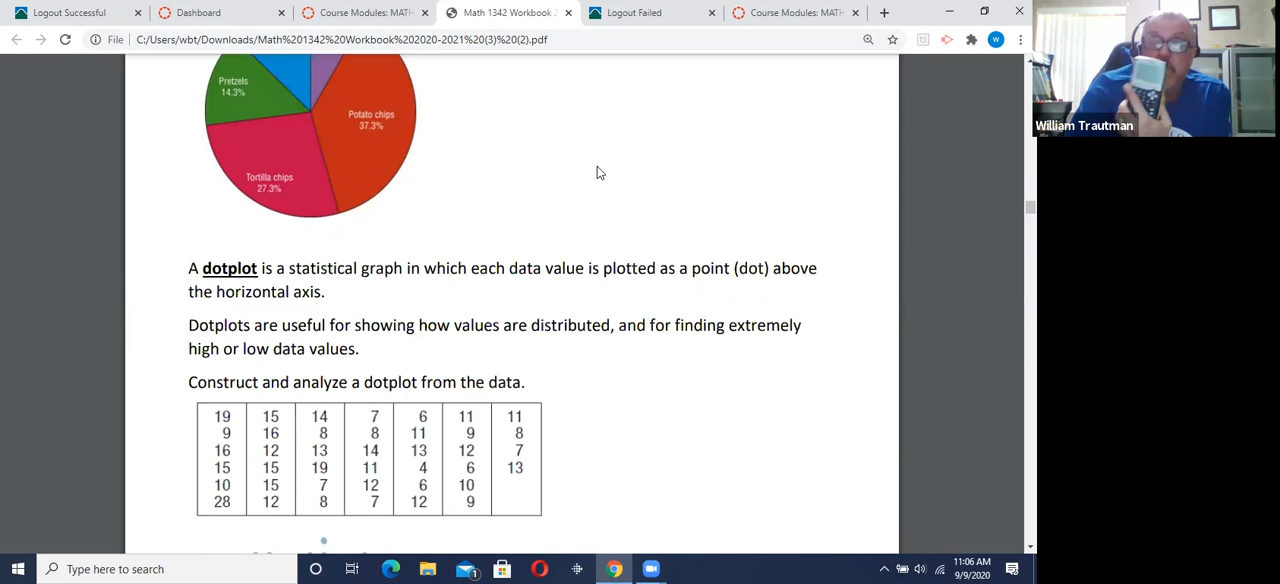 Logout Successful
Dashboard
Course Modules: MATH
Math 1342 Workbook 2
Logout Failed
Course Modules: MATH
File C:/Users/wbt/Downloads/Math%201342%20Workbook%202020-2021%20(3)%20(2).pdf
W
William Trautman
Pretzels
14.3%
Potato chips
37.3%
Tortilla chips
27.3%
A dotplot is a statistical graph in which each data value is plotted as a point (dot) above
the horizontal axis.
Dotplots are useful for showing how values are distributed, and for finding extremely
high or low data values.
Construct and analyze a dotplot from the data.
19 15 14 7 6 11 11
9 16 8 8 11 9 8
16 12 13 14 13 12 7
15 15 19 11 4 6 13
10 15 7 12 6 10
28 12 8 7 12 9
Type here to search
1
11:06 AM
9/9/2020